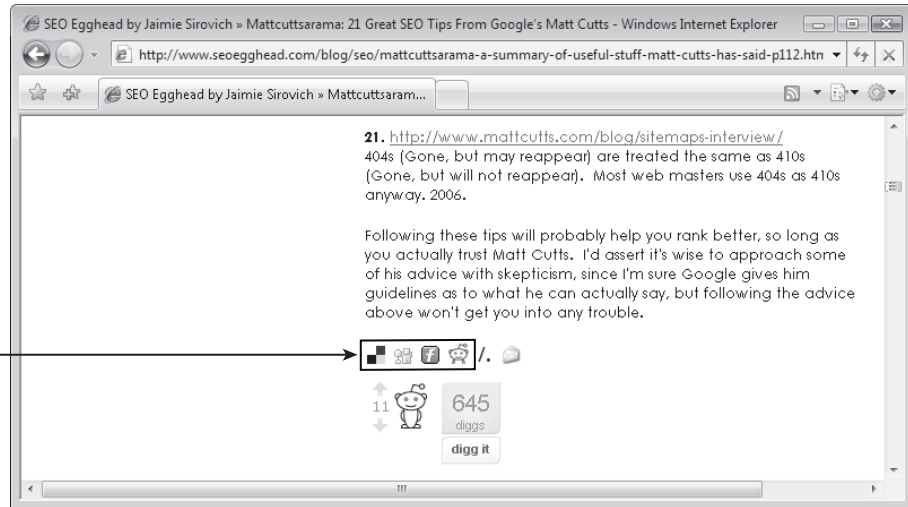 SEO Egghead by Jaimie Sirovich » Mattcuttsarama: 21 Great SEO Tips From Google's Matt Cutts - Windows Internet Explorer
http://www.seoegghead.com/blog/seo/mattcuttsarama-a-summary-of-useful-stuff-matt-cutts-has-said-p112.htn
SEO Egghead by Jaimie Sirovich » Mattcuttsaram...
21. http://www.mattcutts.com/blog/sitemaps-interview/
404s (Gone, but may reappear) are treated the same as 410s
(Gone, but will not reappear). Most web masters use 404s as 410s
anyway. 2006.
Following these tips will probably help you rank better, so long as
you actually trust Matt Cutts. I'd assert it's wise to approach some
of his advice with skepticism, since I'm sure Google gives him
guidelines as to what he can actually say, but following the advice
above won't get you into any trouble.
/.
11
645
diggs
digg it